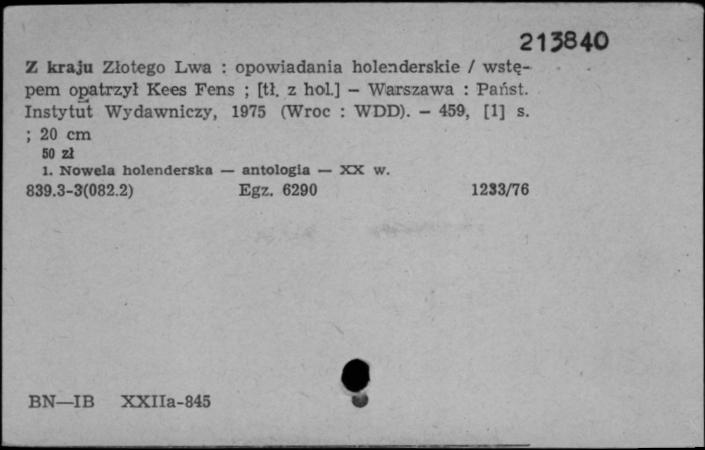 213840
Z kraju Złotego Lwa : opowiadania holenderskie / wstę-
pem opatrzył Kees Fens ; [tł. z hol.] – Warszawa : Państ.
Instytut Wydawniczy, 1975 (Wroc : WDD). – 459, [1] s.
; 20 cm
50 zł
1. Nowela holenderska — antologia — XX w.
839.3-3(082.2) Egz. 6290 1233/76
BN—IB XXIIa-845